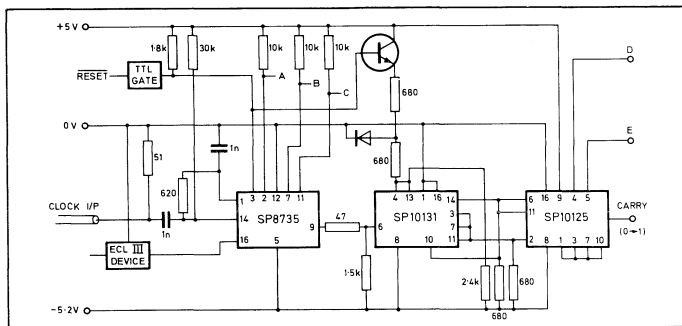 +5V
1·8k
30k
10k
10k
10k
A
B
C
D
E
RESET
TTL
GATE
680
0V
51
1n
620
680
CLOCK I/P
1n
3 2 12 7 11
1
14
16
SP8735
9
5
47
6
4 13 1 16
SP10131
14
3
7
11
8
10
1.5k
2.4k
680
680
16 9 4 5
6
11
2
SP10125
8 1 3 7 10
CARRY
(0→1)
ECL III
DEVICE
-5·2V